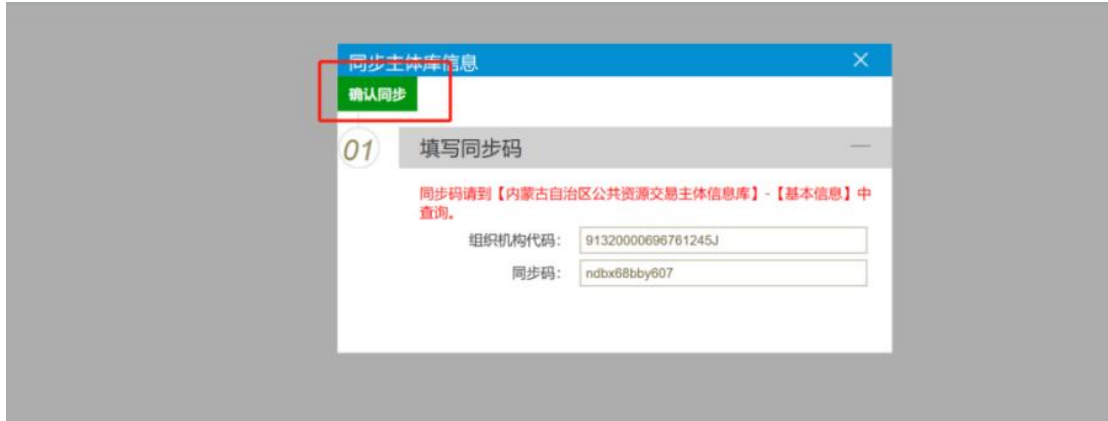 同步主体库信息
确认同步
01 填写同步码
同步码请到【内蒙古自治区公共资源交易主体信息库】-【基本信息】中
查询。
组织机构代码： 91320000696761245J
同步码： ndbx68bby607